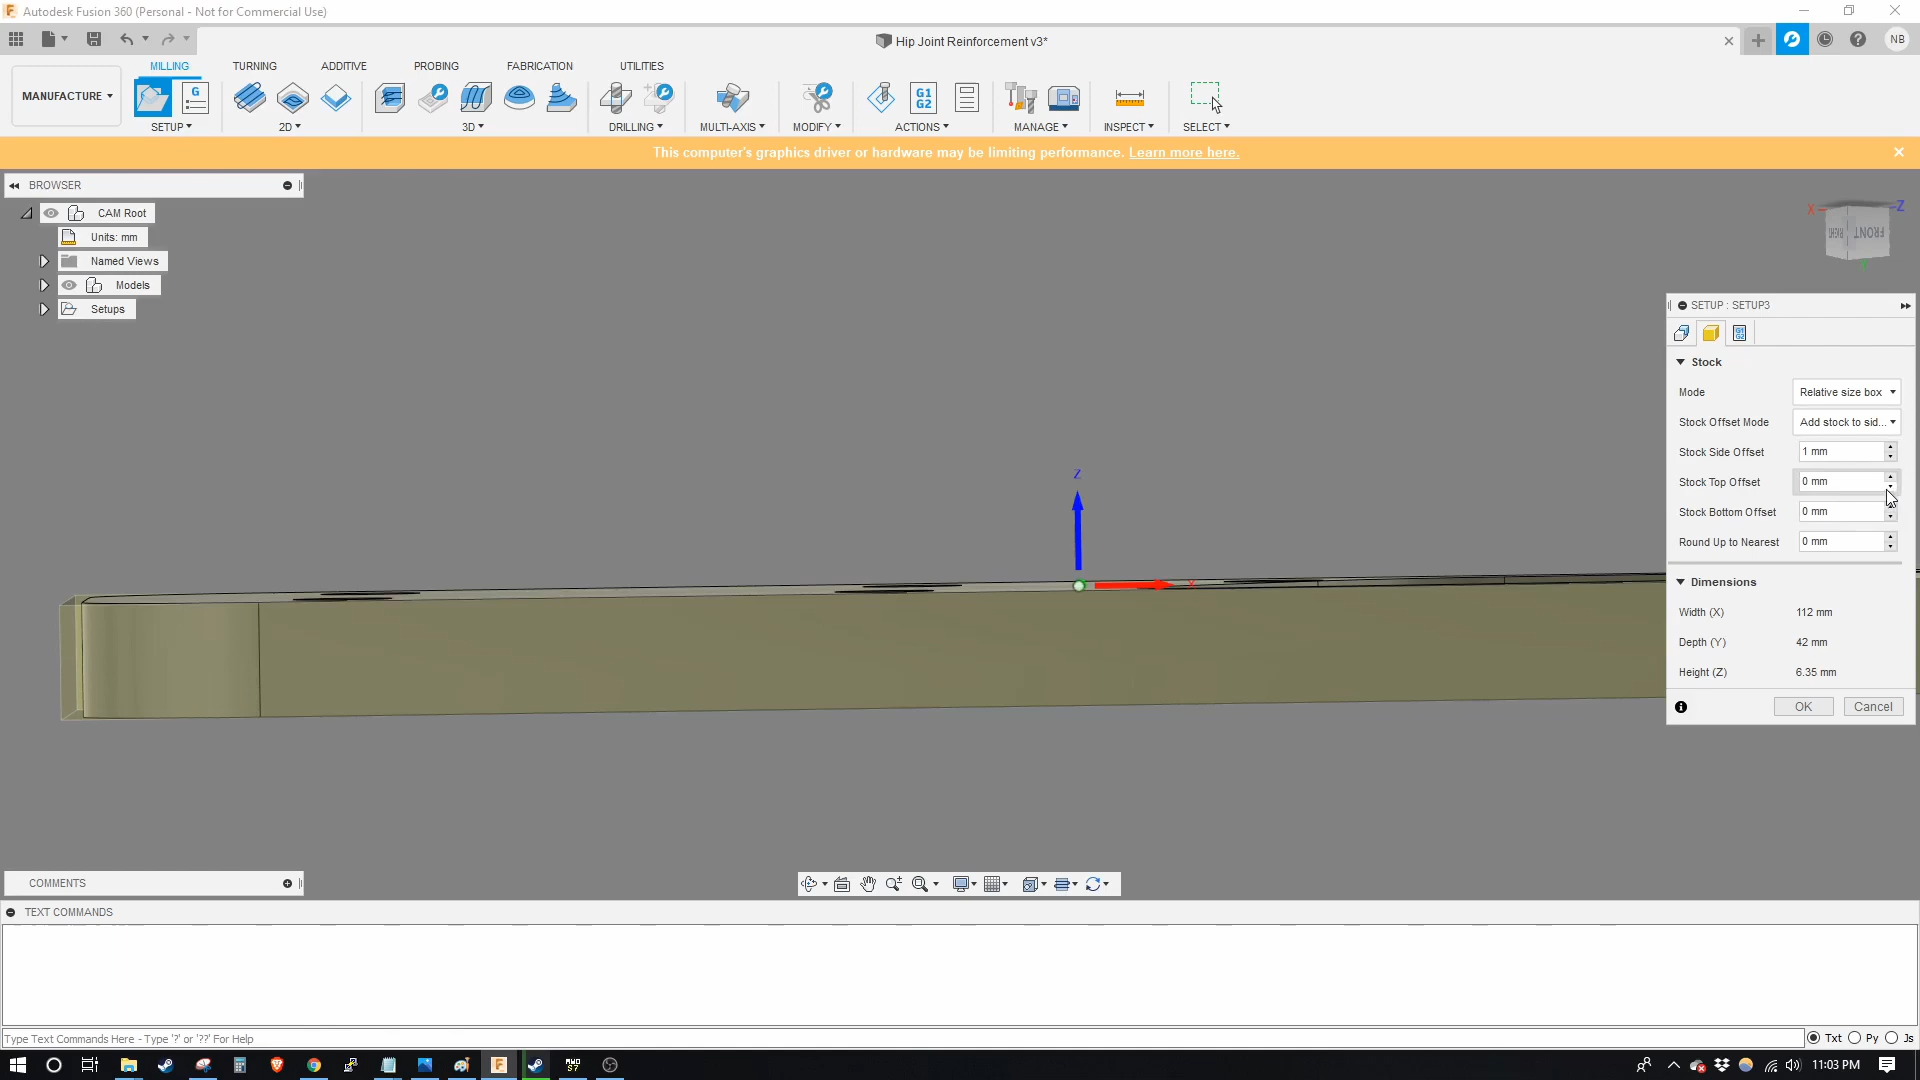 Autodesk Fusion 360 (Personal - Not for Commercial Use)
Hip Joint Reinforcement v3*
NB
MILLING TURNING ADDITIVE PROBING FABRICATION UTILITIES
MANUFACTURE
G
G1
G2
SETUP 2D 3D DRILLING MULTI-AXIS MODIFY ACTIONS MANAGE INSPECT SELECT
This computer's graphics driver or hardware may be limiting performance. Learn more here.
BROWSER
CAM Root
Units: mm
Named Views
Models
Setups
X Z
RIGHT FRONT
Y
Z
X
SETUP : SETUP3
Stock
Mode Relative size box
Stock Offset Mode Add stock to sid...
Stock Side Offset 1 mm
Stock Top Offset 0 mm
Stock Bottom Offset 0 mm
Round Up to Nearest 0 mm
Dimensions
Width (X) 112 mm
Depth (Y) 42 mm
Height (Z) 6.35 mm
OK Cancel
COMMENTS
TEXT COMMANDS
Type Text Commands Here - Type '?' or '??' For Help
Txt Py Js
11:03 PM